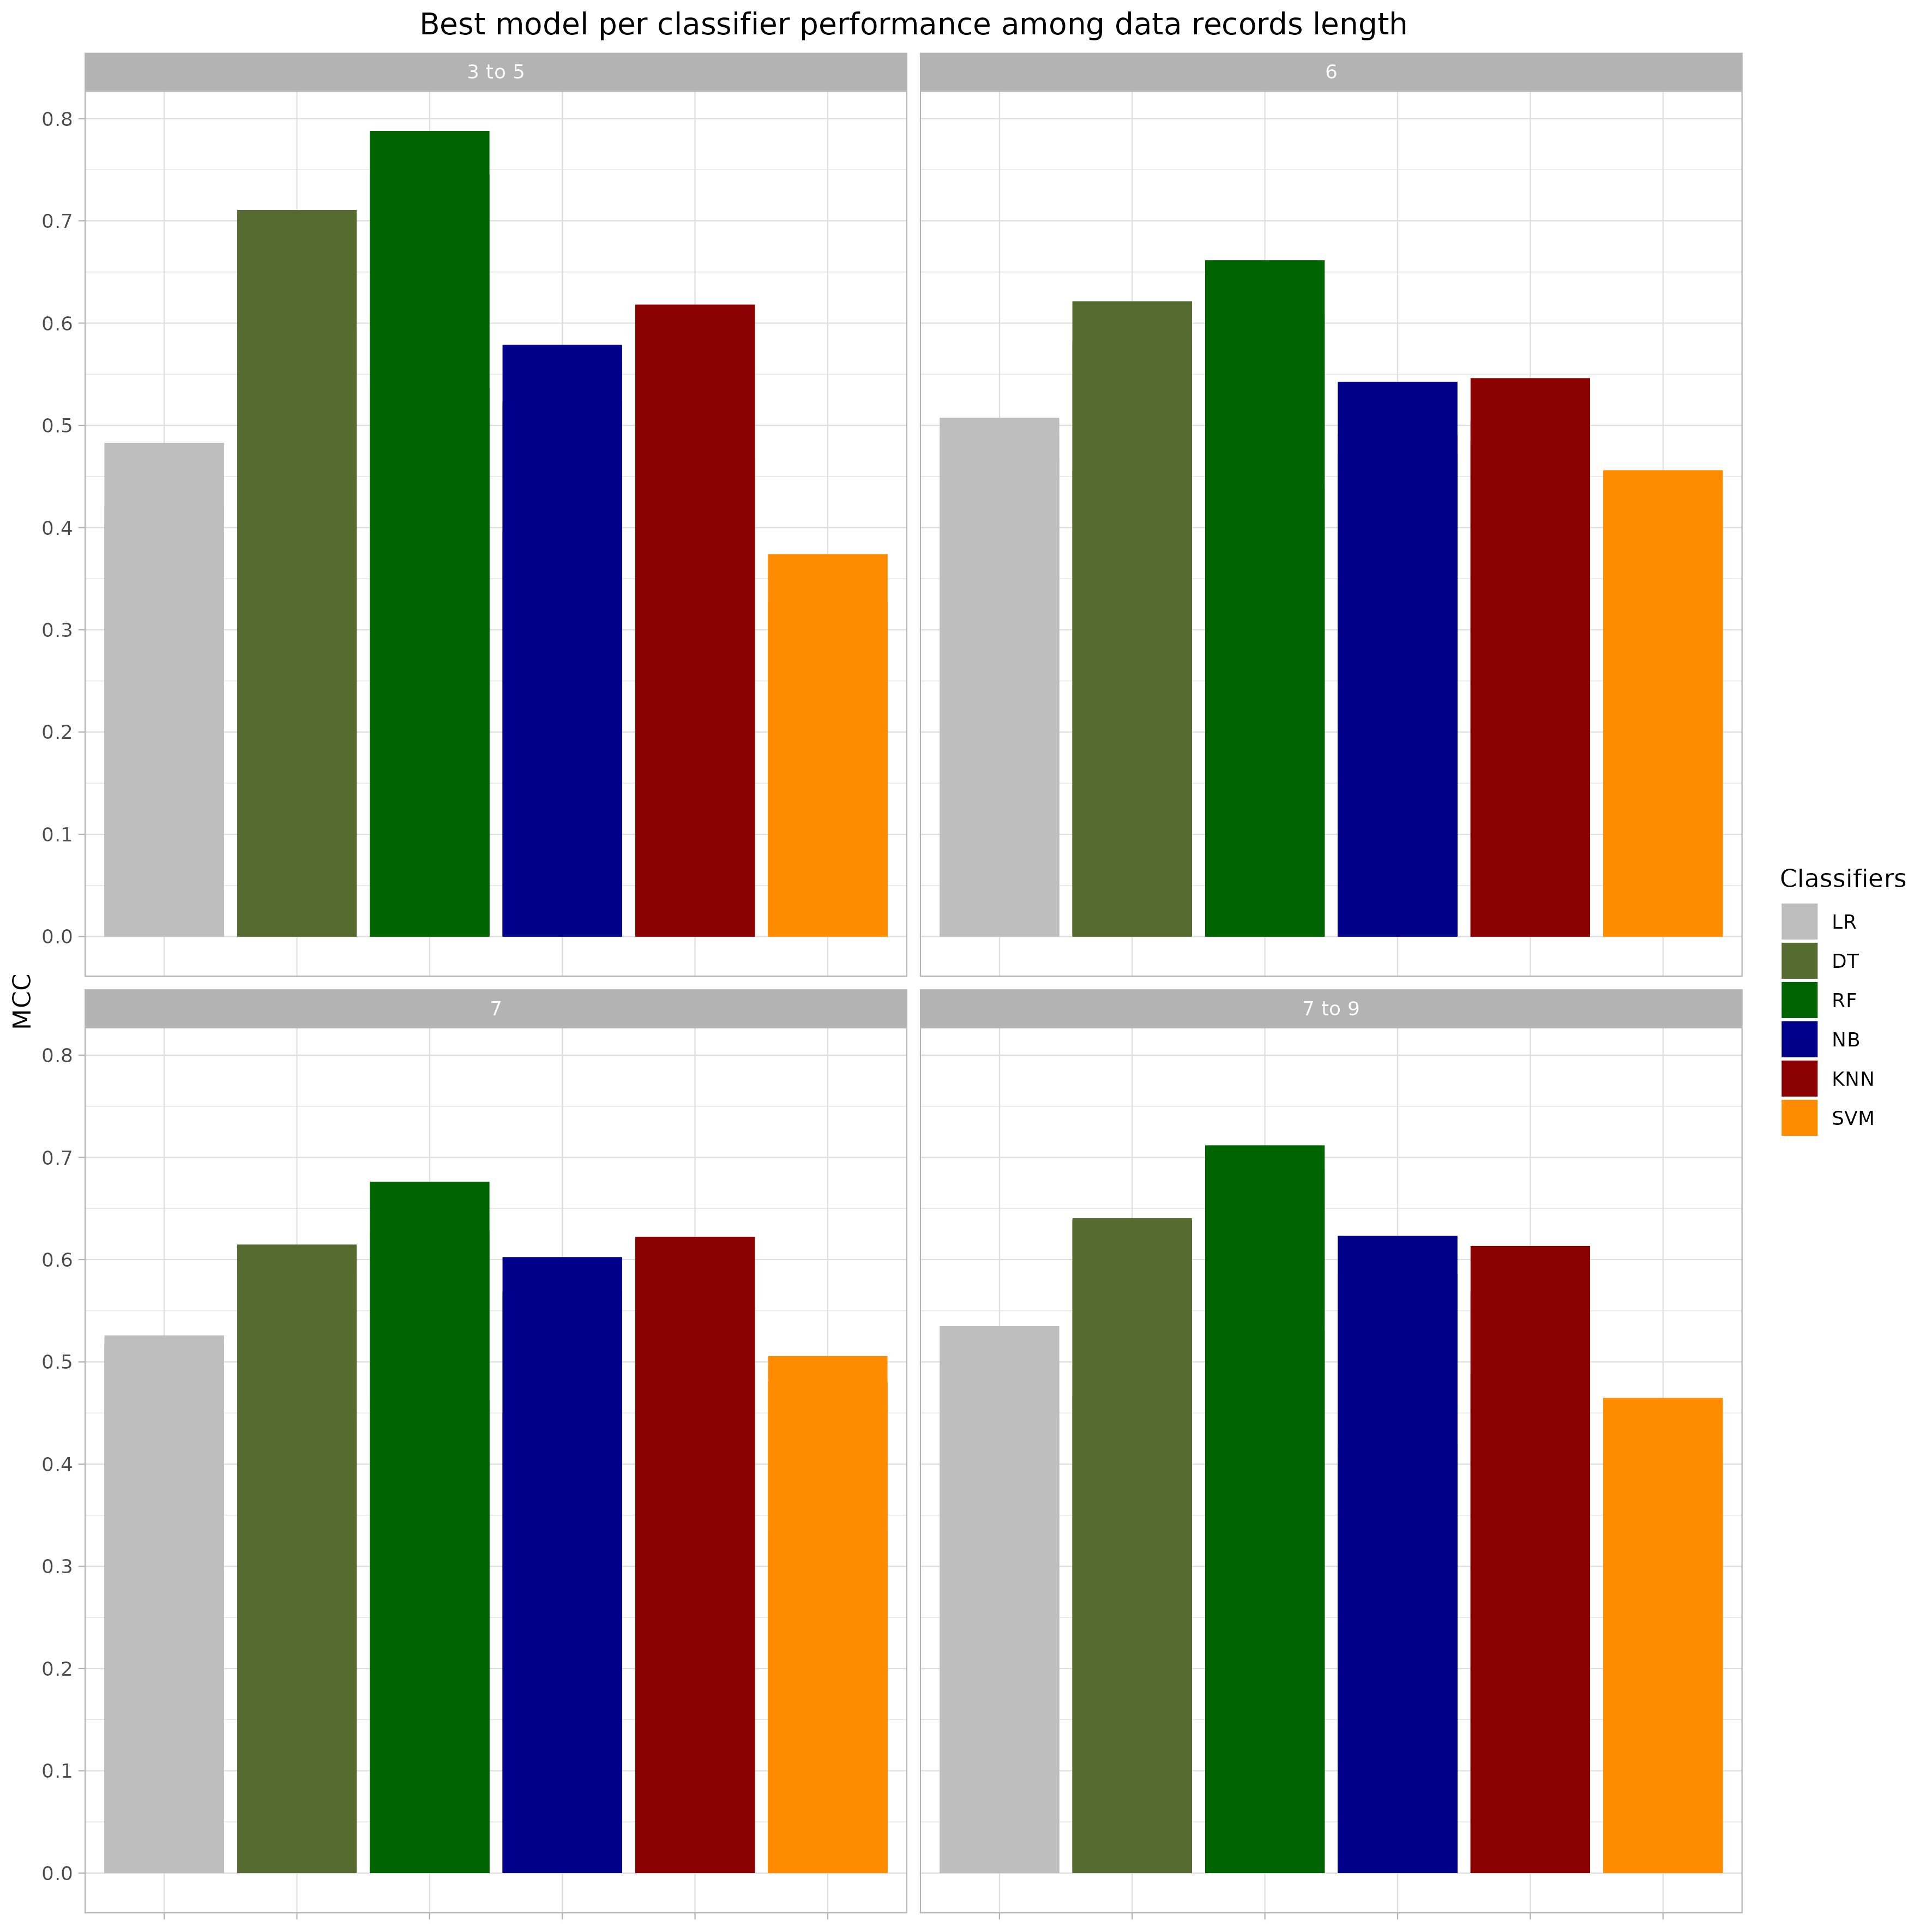 Best model per classifier performance among data records length
3 to 5
6
0.8
0.7
0.6
0.5
0.4
0.3
0.2
0.1
0.0
MCC
7
7 to 9
0.8
0.7
0.6
0.5
0.4
0.3
0.2
0.1
0.0
Classifiers
LR
DT
RF
NB
KNN
SVM